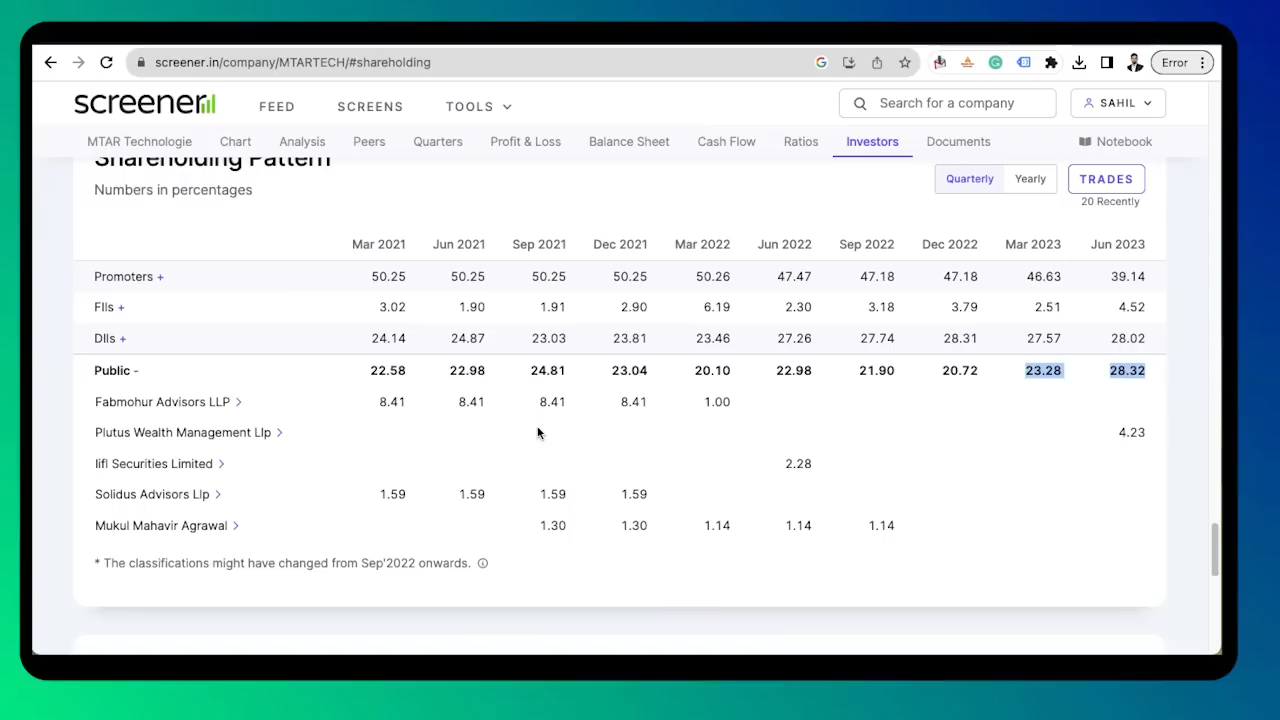 screener.in/company/MTARTECH/#shareholding
Error
screener FEED SCREENS TOOLS Search for a company SAHIL
MTAR Technologie Chart Analysis Peers Quarters Profit & Loss Balance Sheet Cash Flow Ratios Investors Documents Notebook
Shareholding Pattern
Numbers in percentages
Quarterly Yearly TRADES
20 Recently
Mar 2021 Jun 2021 Sep 2021 Dec 2021 Mar 2022 Jun 2022 Sep 2022 Dec 2022 Mar 2023 Jun 2023
Promoters + 50.25 50.25 50.25 50.25 50.26 47.47 47.18 47.18 46.63 39.14
FIIs + 3.02 1.90 1.91 2.90 6.19 2.30 3.18 3.79 2.51 4.52
DIIs + 24.14 24.87 23.03 23.81 23.46 27.26 27.74 28.31 27.57 28.02
Public - 22.58 22.98 24.81 23.04 20.10 22.98 21.90 20.72 23.28 28.32
Fabmohur Advisors LLP > 8.41 8.41 8.41 8.41 1.00
Plutus Wealth Management Llp > 4.23
Iifl Securities Limited > 2.28
Solidus Advisors Llp > 1.59 1.59 1.59 1.59
Mukul Mahavir Agrawal > 1.30 1.30 1.14 1.14 1.14
* The classifications might have changed from Sep'2022 onwards.